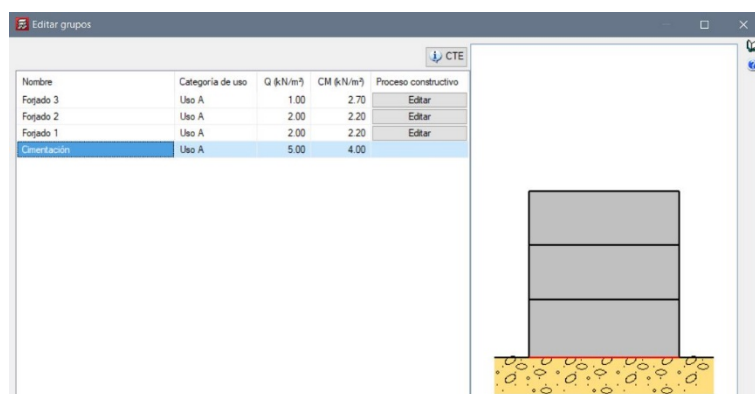 Editar grupos
CTE
Nombre Categoría de uso Q (kN/m²) CM (kN/m²) Proceso constructivo
Forjado 3 Uso A 1.00 2.70 Editar
Forjado 2 Uso A 2.00 2.20 Editar
Forjado 1 Uso A 2.00 2.20 Editar
Cimentación Uso A 5.00 4.00